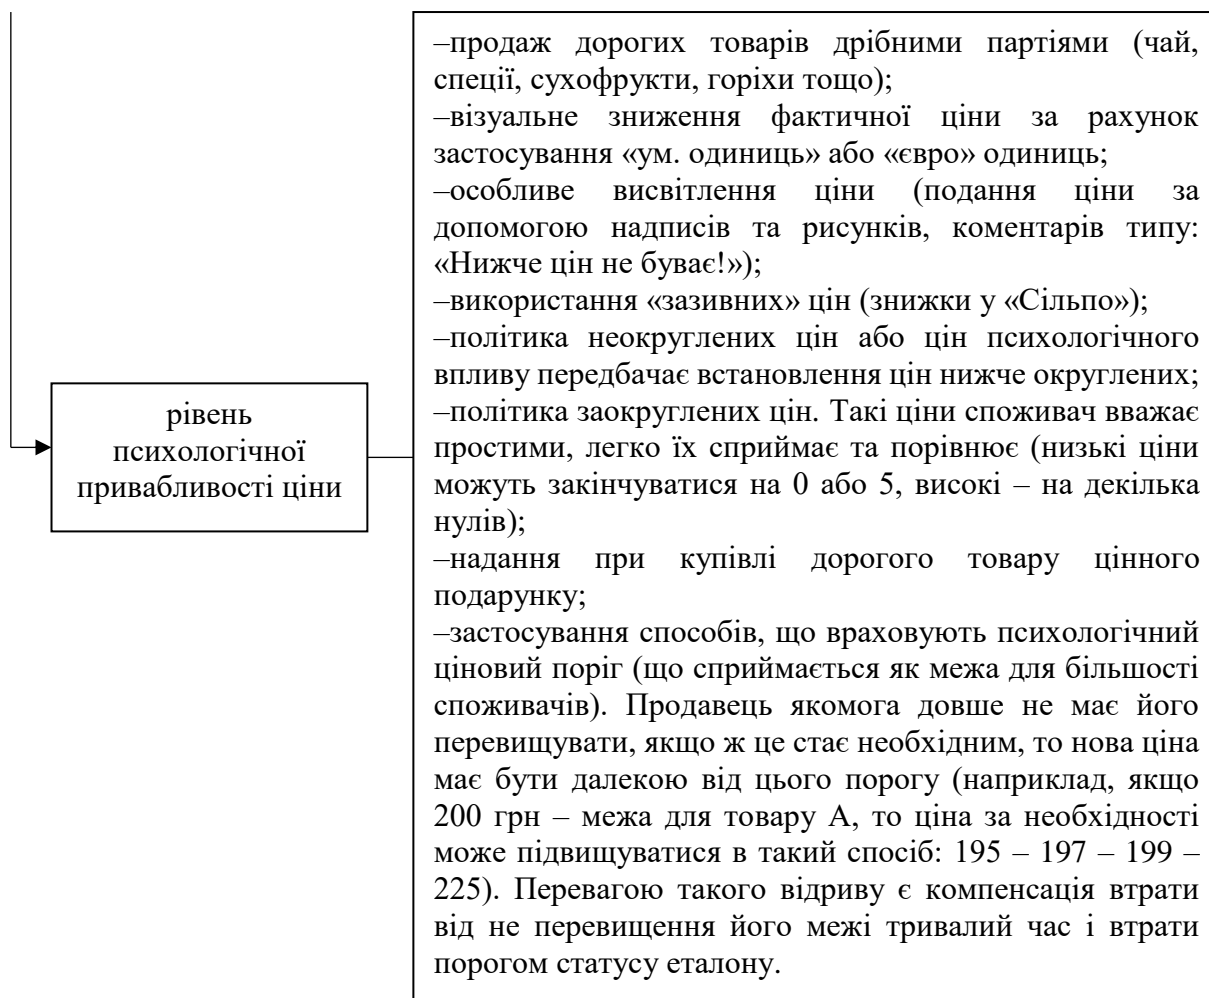 рівень
психологічної
привабливості ціни
–продаж дорогих товарів дрібними партіями (чай,
спеції, сухофрукти, горіхи тощо);
–візуальне зниження фактичної ціни за рахунок
застосування «ум. одиниць» або «євро» одиниць;
–особливе висвітлення ціни (подання ціни за
допомогою надписів та рисунків, коментарів типу:
«Нижче цін не буває!»);
–використання «зазивних» цін (знижки у «Сільпо»);
–політика неокруглених цін або цін психологічного
впливу передбачає встановлення цін нижче округлених;
–політика заокруглених цін. Такі ціни споживач вважає
простими, легко їх сприймає та порівнює (низькі ціни
можуть закінчуватися на 0 або 5, високі – на декілька
нулів);
–надання при купівлі дорогого товару цінного
подарунку;
–застосування способів, що враховують психологічний
ціновий поріг (що сприймається як межа для більшості
споживачів). Продавець якомога довше не має його
перевищувати, якщо ж це стає необхідним, то нова ціна
має бути далекою від цього порогу (наприклад, якщо
200 грн – межа для товару А, то ціна за необхідності
може підвищуватися в такий спосіб: 195 – 197 – 199 –
225). Перевагою такого відриву є компенсація втрати
від не перевищення його межі тривалий час і втрати
порогом статусу еталону.